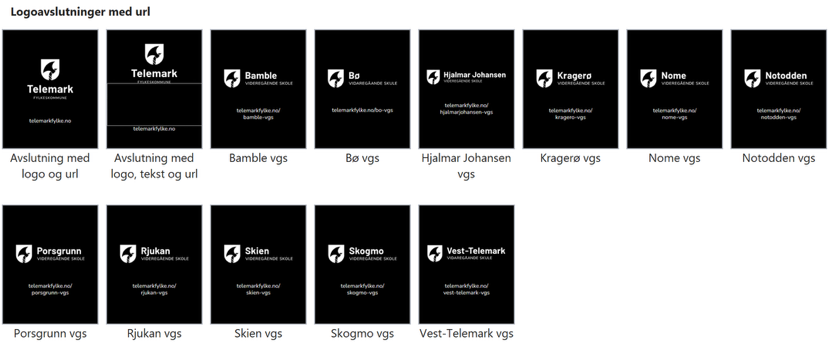 Logoavslutninger med url
Telemark
FYLKESKOMMUNE
telemarkfylke.no
Avslutning med
logo og url
Telemark
FYLKESKOMMUNE
telemarkfylke.no
Avslutning med
logo, tekst og url
Bamble
VIDEREGÅENDE SKOLE
telemarkfylke.no/
bamble-vgs
Bamble vgs
Bø
VIDAREGÅANDE SKULE
telemarkfylke.no/bo-vgs
Bø vgs
Hjalmar Johansen
VIDEREGÅENDE SKOLE
telemarkfylke.no/
hjalmarjohansen-vgs
Hjalmar Johansen
vgs
Kragerø
VIDEREGÅENDE SKOLE
telemarkfylke.no/
kragero-vgs
Kragerø vgs
Nome
VIDAREGÅANDE SKULE
telemarkfylke.no/
nome-vgs
Nome vgs
Notodden
VIDEREGÅENDE SKOLE
telemarkfylke.no/
notodden-vgs
Notodden vgs
Porsgrunn
VIDEREGÅENDE SKOLE
telemarkfylke.no/
porsgrunn-vgs
Porsgrunn vgs
Rjukan
VIDEREGÅENDE SKOLE
telemarkfylke.no/
rjukan-vgs
Rjukan vgs
Skien
VIDEREGÅENDE SKOLE
telemarkfylke.no/
skien-vgs
Skien vgs
Skogmo
VIDEREGÅENDE SKOLE
telemarkfylke.no/
skogmo-vgs
Skogmo vgs
Vest-Telemark
VIDAREGÅANDE SKULE
telemarkfylke.no/
vest-telemark-vgs
Vest-Telemark vgs